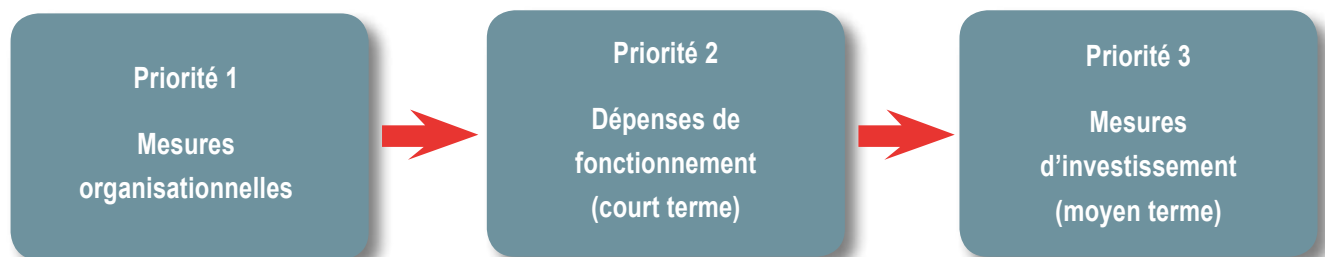 Priorité 1
Mesures
organisationnelles
Priorité 2
Dépenses de
fonctionnement
(court terme)
Priorité 3
Mesures
d’investissement
(moyen terme)